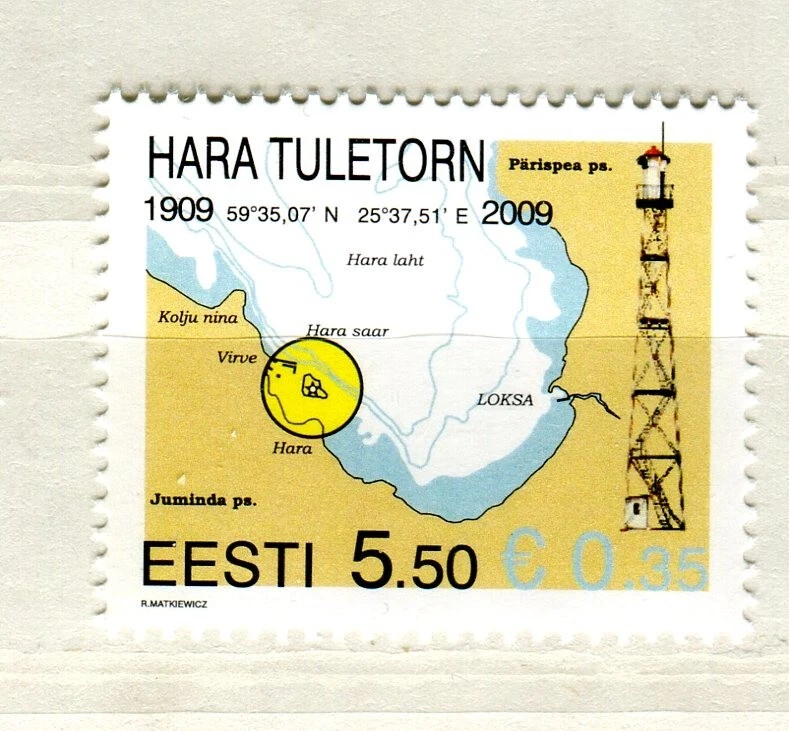 HARA TULETORN
Pärispea ps.
1909 59°35,07' N 25°37,51' E 2009
Hara laht
Kolju nina
Hara saar
Virve
LOKSA
Hara
Juminda ps.
EESTI 5.50 € 0.35
R.MATKIEWICZ